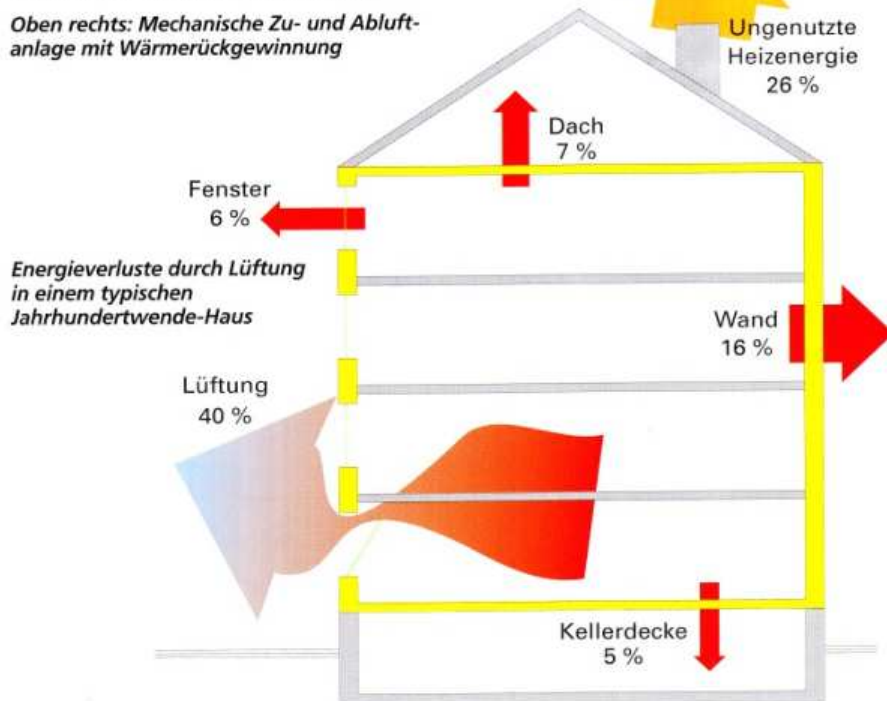 Oben rechts: Mechanische Zu- und Abluft-
anlage mit Wärmerückgewinnung
Ungenutzte
Heizenergie
26 %
Dach
7 %
Fenster
6 %
Energieverluste durch Lüftung
in einem typischen
Jahrhundertwende-Haus
Wand
16 %
Lüftung
40 %
Kellerdecke
5 %